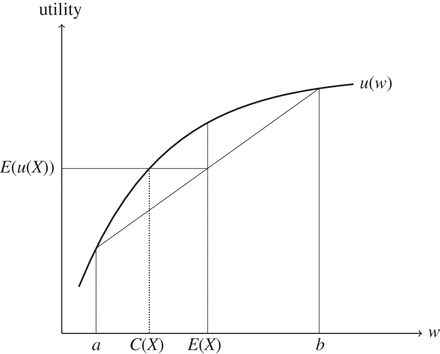 utility
u(w)
E(u(X))
w
a
C(X)
E(X)
b